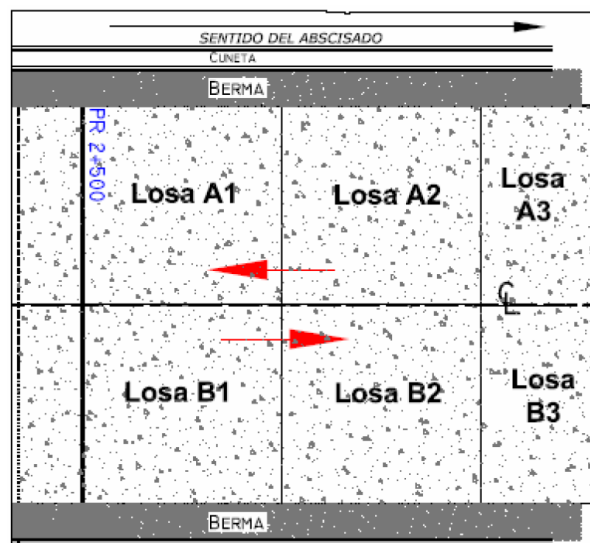 SENTIDO DEL ABSCISADO
CUNETA
BERMA
PR 2+500
Losa A1
Losa A2
Losa
A3
CL
Losa B1
Losa B2
Losa
B3
BERMA